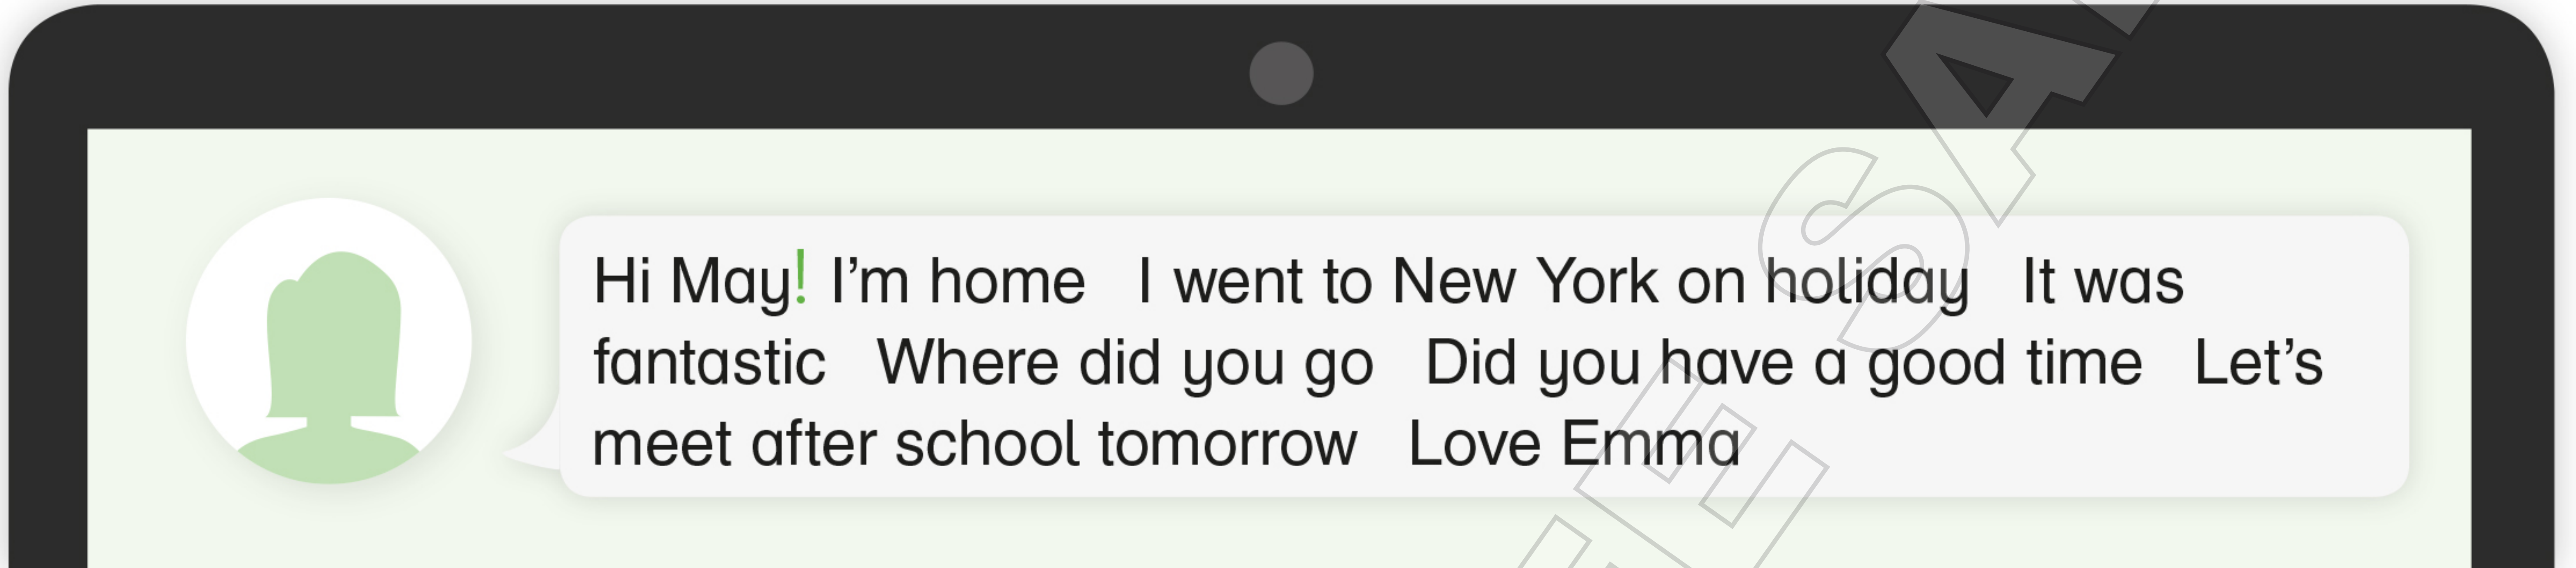 Hi May! I'm home I went to New York on holiday It was
fantastic Where did you go Did you have a good time Let's
meet after school tomorrow Love Emma